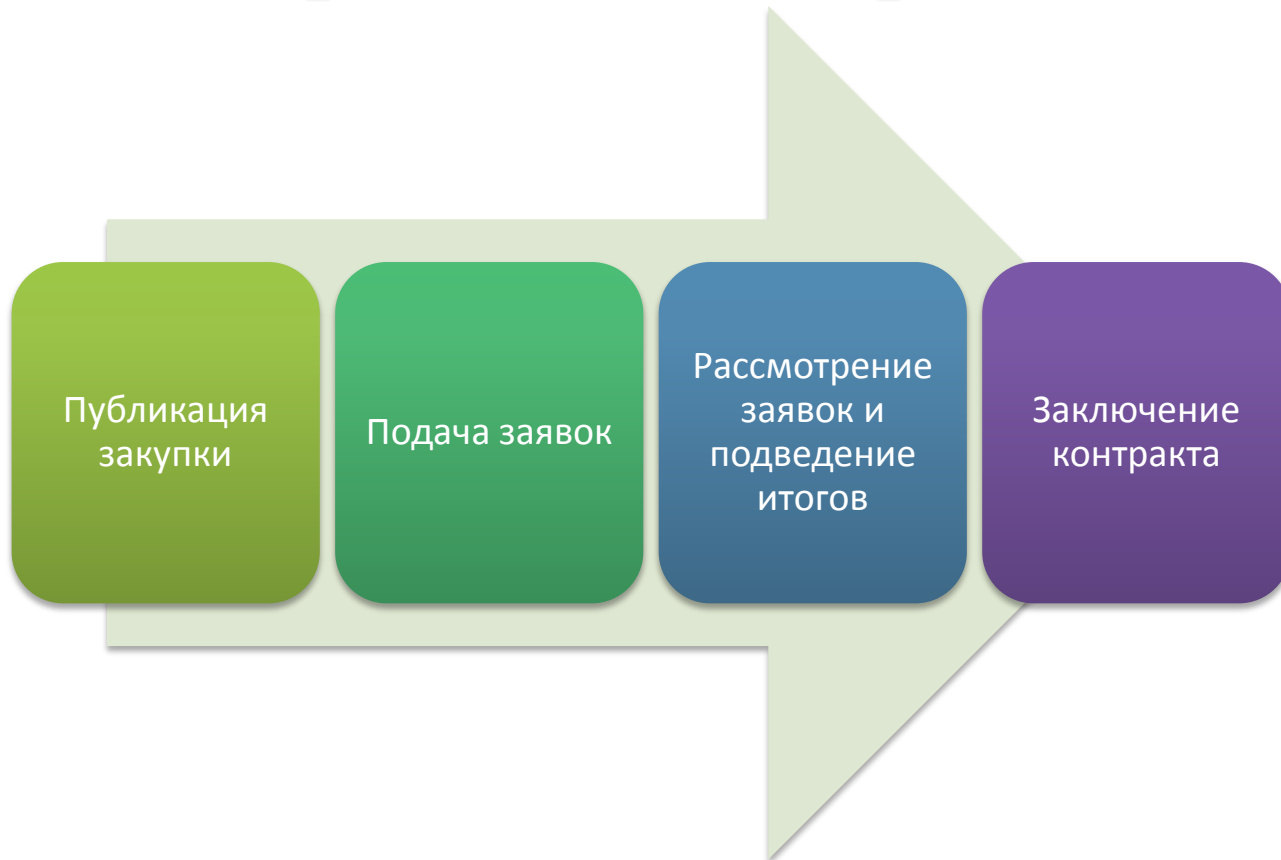 Публикация
закупки
Подача заявок
Рассмотрение
заявок и
подведение
итогов
Заключение
контракта